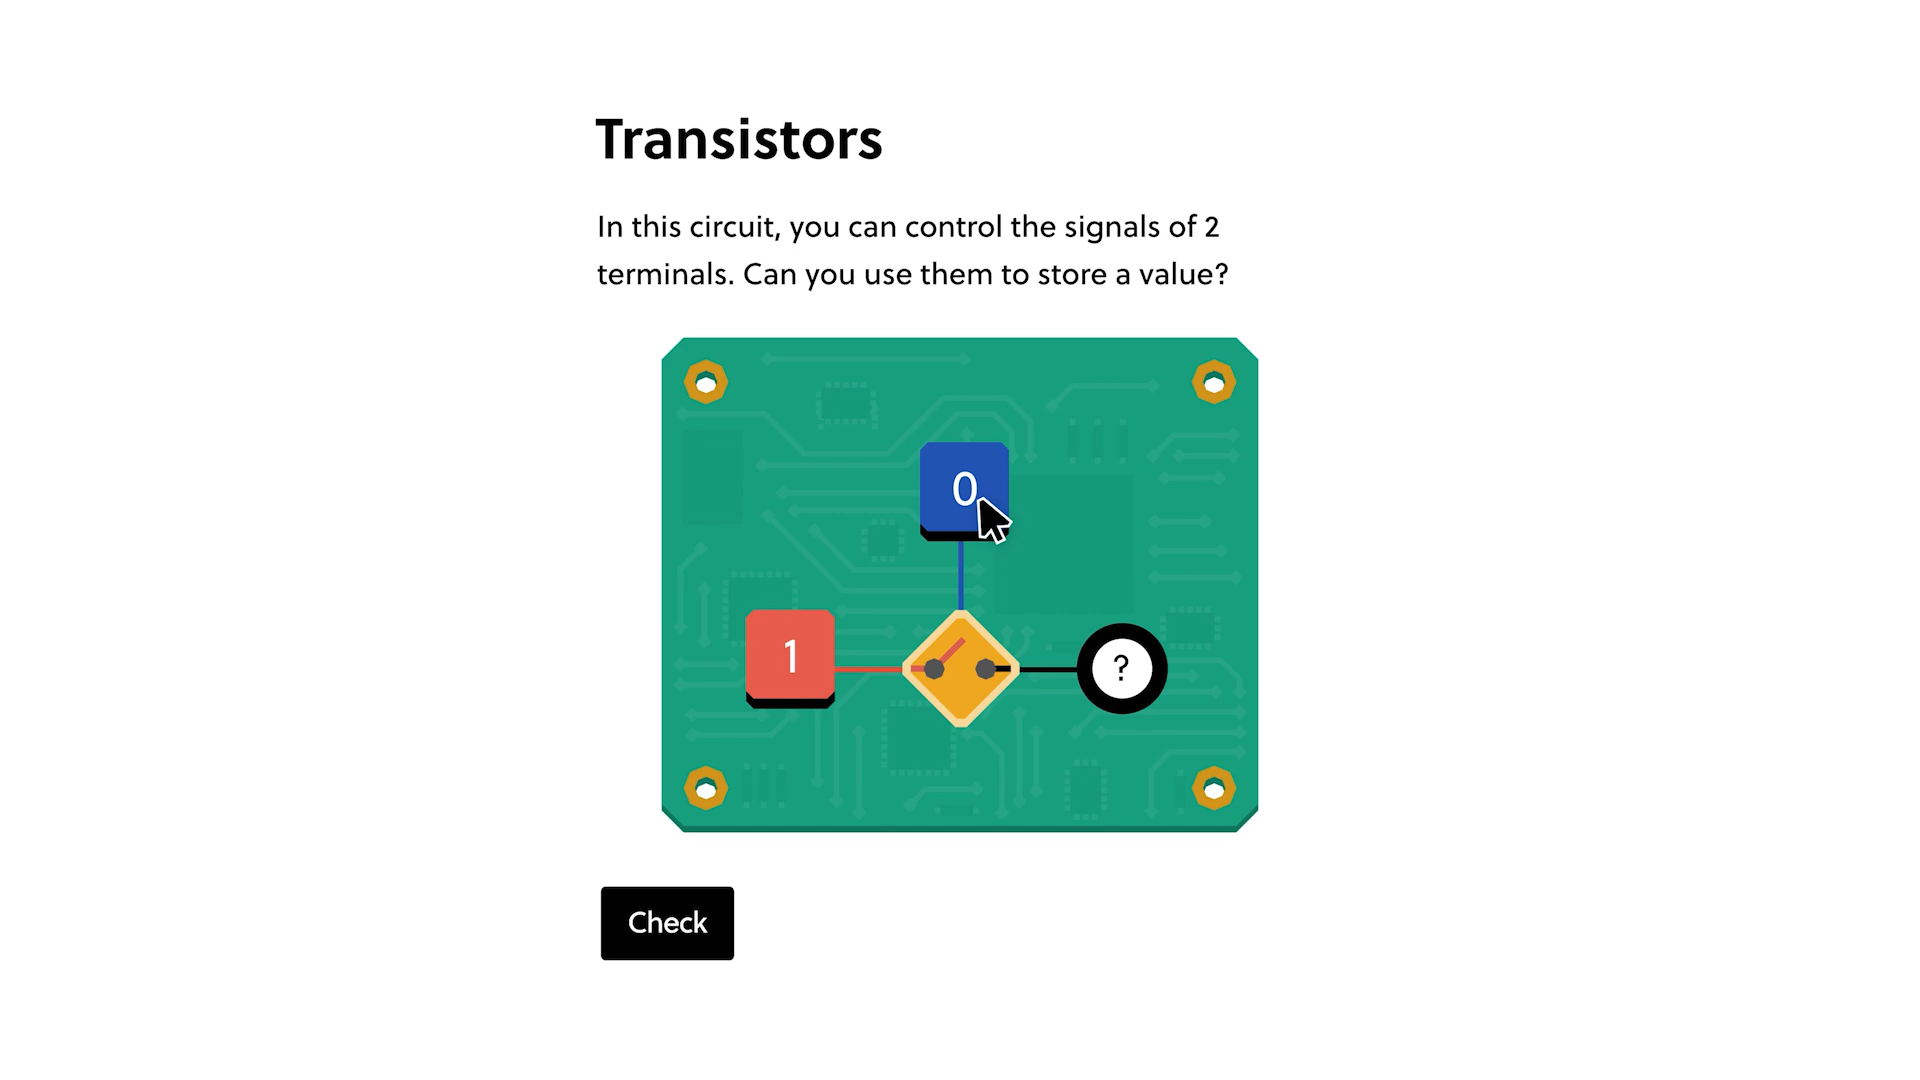 Transistors
In this circuit, you can control the signals of 2
terminals. Can you use them to store a value?
0
1
?
Check